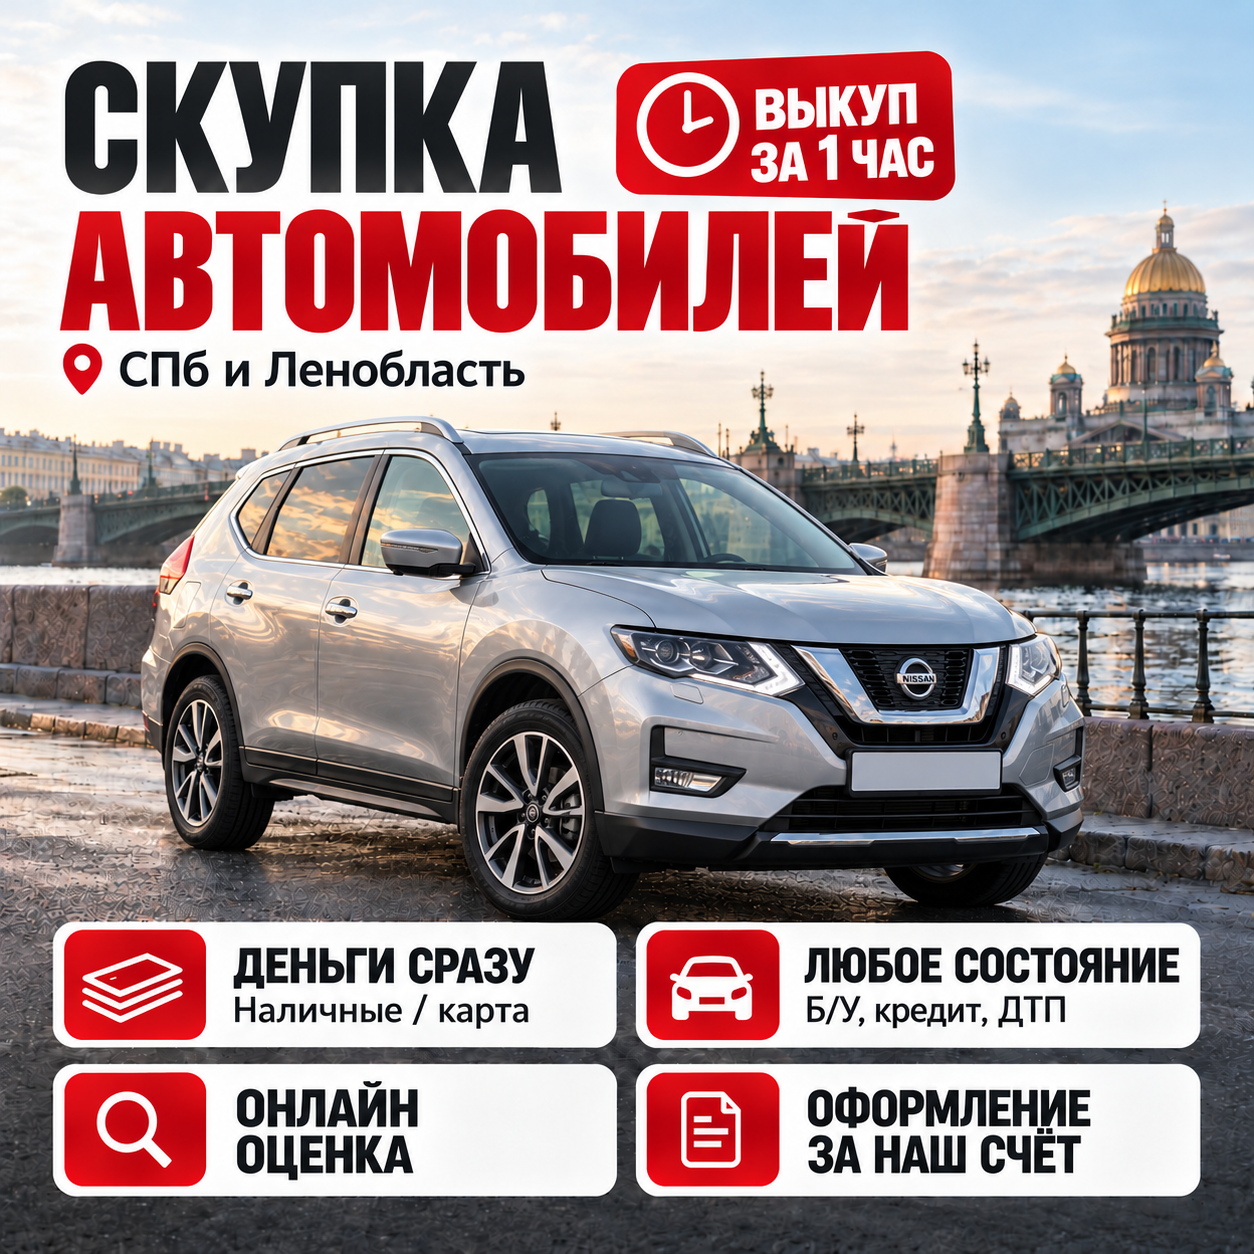 СКУПКА
ВЫКУП
ЗА 1 ЧАС
АВТОМОБИЛЕЙ
СПб и Ленобласть
NISSAN
ДЕНЬГИ СРАЗУ
Наличные / карта
ЛЮБОЕ СОСТОЯНИЕ
Б/У, кредит, ДТП
ОНЛАЙН
ОЦЕНКА
ОФОРМЛЕНИЕ
ЗА НАШ СЧЁТ